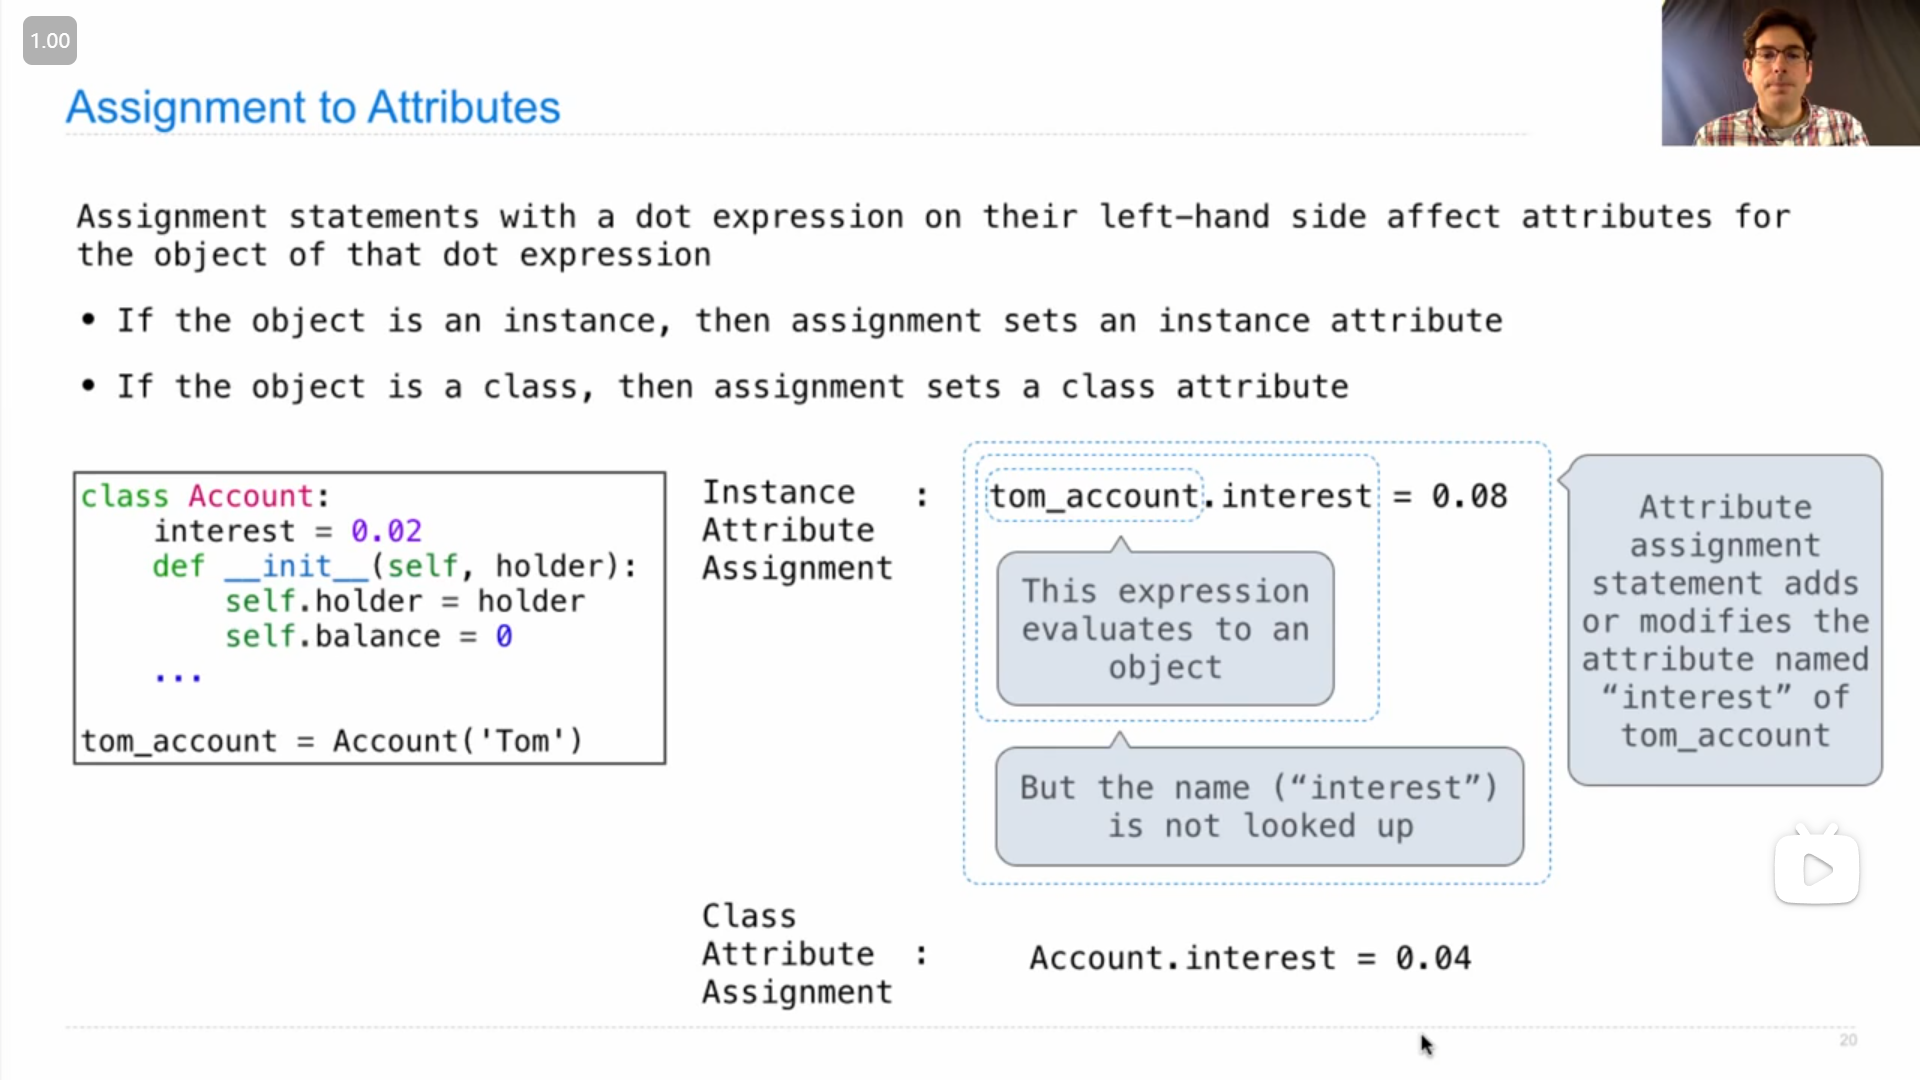 1.00
Assignment to Attributes
Assignment statements with a dot expression on their left-hand side affect attributes for
the object of that dot expression
• If the object is an instance, then assignment sets an instance attribute
• If the object is a class, then assignment sets a class attribute
class Account:
    interest = 0.02
    def __init__(self, holder):
        self.holder = holder
        self.balance = 0
    ...
tom_account = Account('Tom')
Instance
Attribute
Assignment
:
tom_account.interest = 0.08
This expression
evaluates to an
object
But the name (“interest”)
is not looked up
Attribute
assignment
statement adds
or modifies the
attribute named
“interest” of
tom_account
Class
Attribute
Assignment
:
Account.interest = 0.04
20